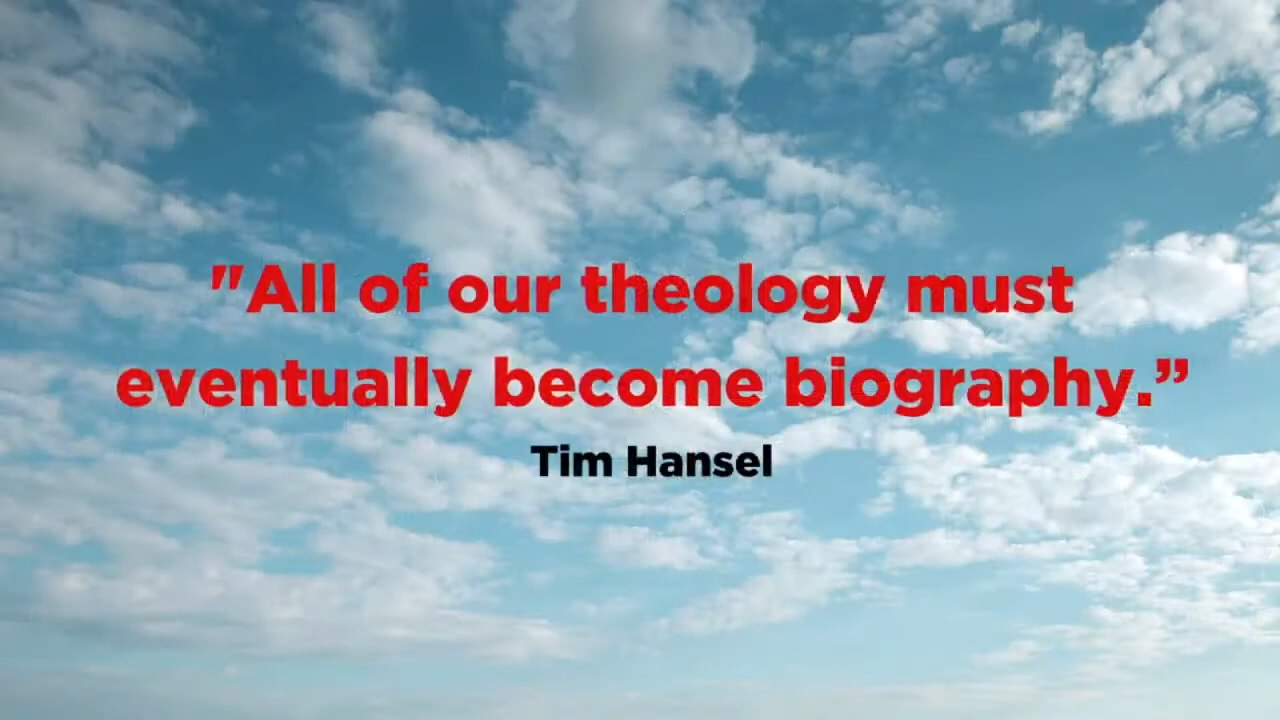 "All of our theology must
eventually become biography.”
Tim Hansel